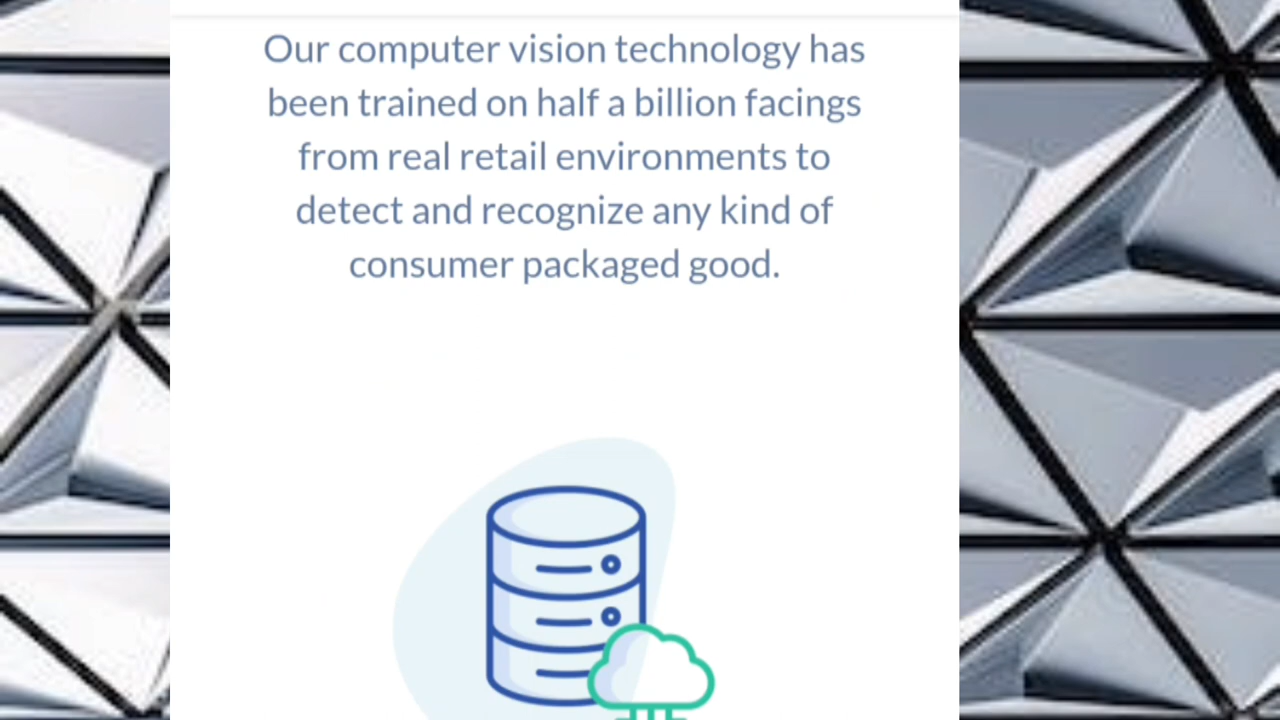 Our computer vision technology has
been trained on half a billion facings
from real retail environments to
detect and recognize any kind of
consumer packaged good.